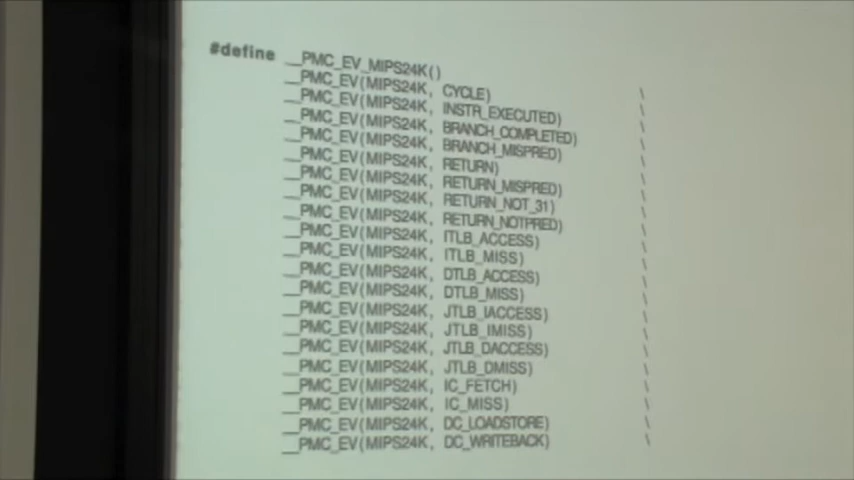 #define __PMC_EV_MIPS24K() \
__PMC_EV(MIPS24K, CYCLE) \
__PMC_EV(MIPS24K, INSTR_EXECUTED) \
__PMC_EV(MIPS24K, BRANCH_COMPLETED) \
__PMC_EV(MIPS24K, BRANCH_MISPRED) \
__PMC_EV(MIPS24K, RETURN) \
__PMC_EV(MIPS24K, RETURN_MISPRED) \
__PMC_EV(MIPS24K, RETURN_NOT_31) \
__PMC_EV(MIPS24K, RETURN_NOTPRED) \
__PMC_EV(MIPS24K, ITLB_ACCESS) \
__PMC_EV(MIPS24K, ITLB_MISS) \
__PMC_EV(MIPS24K, DTLB_ACCESS) \
__PMC_EV(MIPS24K, DTLB_MISS) \
__PMC_EV(MIPS24K, JTLB_IACCESS) \
__PMC_EV(MIPS24K, JTLB_IMISS) \
__PMC_EV(MIPS24K, JTLB_DACCESS) \
__PMC_EV(MIPS24K, JTLB_DMISS) \
__PMC_EV(MIPS24K, IC_FETCH) \
__PMC_EV(MIPS24K, IC_MISS) \
__PMC_EV(MIPS24K, DC_LOADSTORE) \
__PMC_EV(MIPS24K, DC_WRITEBACK) \